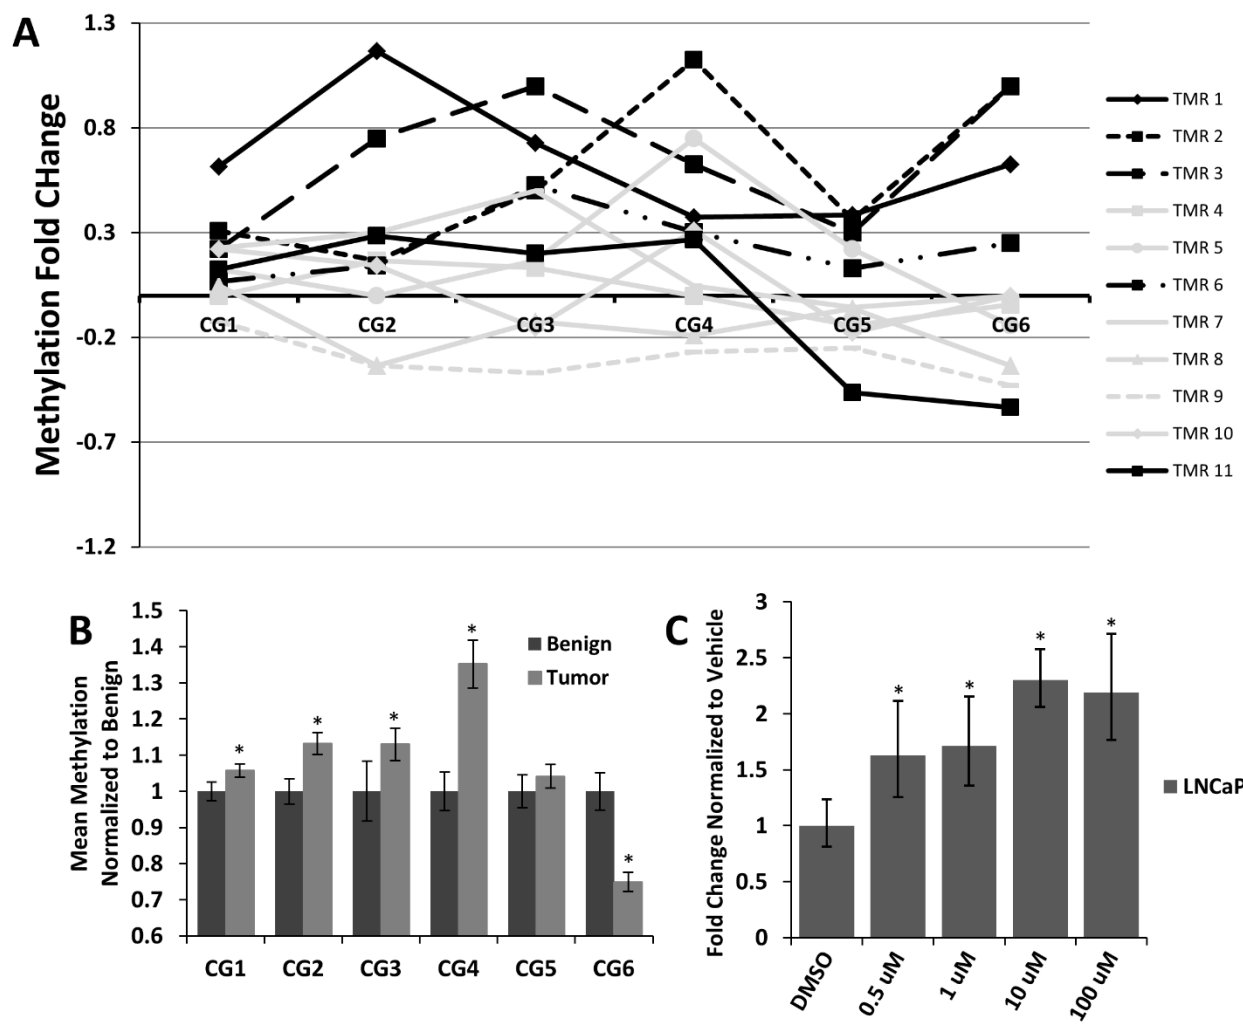 A
Methylation Fold CHange
1.3
0.8
0.3
-0.2
-0.7
-1.2
CG1 CG2 CG3 CG4 CG5 CG6
TMR 1
TMR 2
TMR 3
TMR 4
TMR 5
TMR 6
TMR 7
TMR 8
TMR 9
TMR 10
TMR 11
B
Mean Methylation
Normalized to Benign
1.5
1.4
1.3
1.2
1.1
1
0.9
0.8
0.7
0.6
* * * * *
Benign
Tumor
CG1 CG2 CG3 CG4 CG5 CG6
C
Fold Change Normalized to Vehicle
3
2.5
2
1.5
1
0.5
0
* * * *
LNCaP
DMSO 0.5 uM 1 uM 10 uM 100 uM